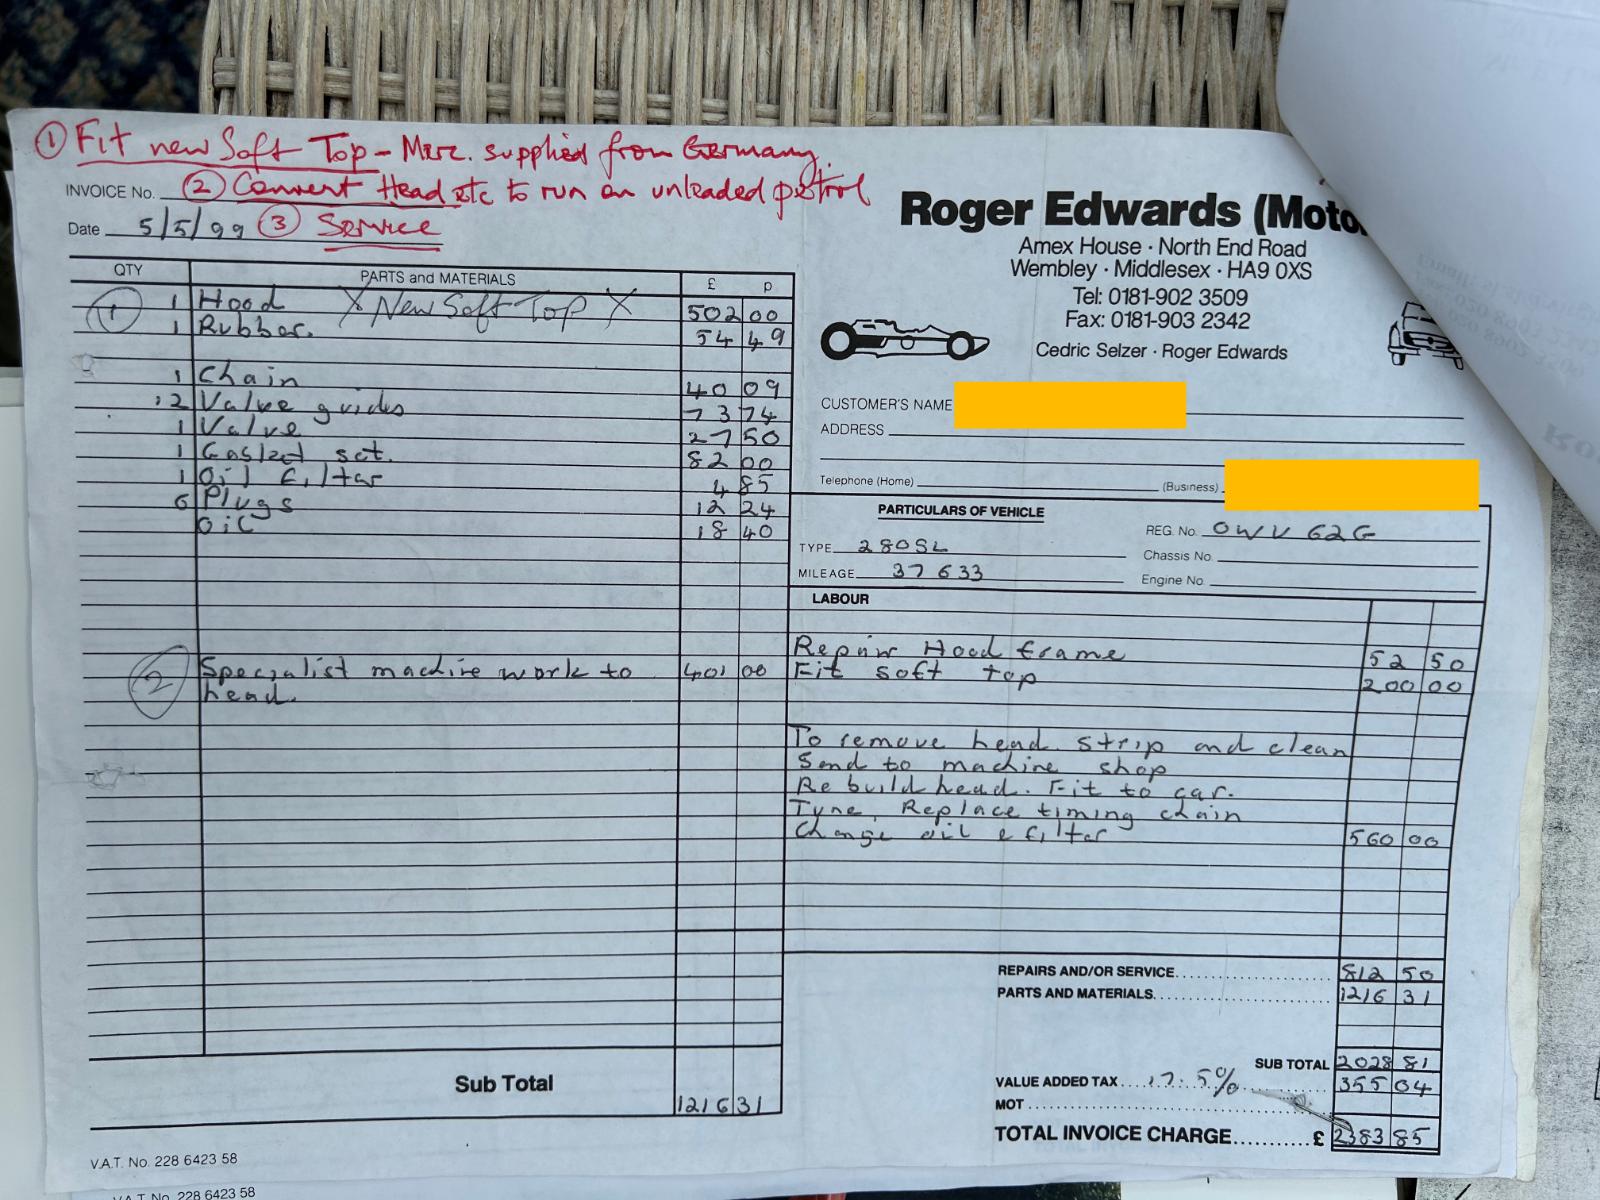 ① Fit new Soft Top - Merc. supplied from Germany.
INVOICE No. ② Convert Head etc to run on unleaded petrol
Date 5/5/99 ③ Service
Roger Edwards (Moto
Amex House · North End Road
Wembley · Middlesex · HA9 0XS
Tel: 0181-902 3509
Fax: 0181-903 2342
Cedric Selzer · Roger Edwards
CUSTOMER'S NAME
ADDRESS
Telephone (Home) (Business)
PARTICULARS OF VEHICLE
REG. No. OWV 62G
TYPE 280SL
Chassis No.
MILEAGE 37633
Engine No.
QTY PARTS and MATERIALS £ p
① 1 Hood X New Soft Top X 502 00
1 Rubber. 54 49
1 Chain 40 09
12 Valve guides 73 74
1 Valve 27 50
1 Gasket set. 82 00
1 Oil filter 4 85
6 Plugs 12 24
Oil 18 40
② Specialist machine work to 401 00
head.
Sub Total 1216 31
LABOUR
Repair Hood frame 52 50
Fit soft top 200 00
To remove head. strip and clean
Send to machine shop
Rebuild head. Fit to car.
Tune, Replace timing chain
Change oil & filter 560 00
REPAIRS AND/OR SERVICE 812 50
PARTS AND MATERIALS 1216 31
SUB TOTAL 2028 81
VALUE ADDED TAX 17.5% 355 04
MOT
TOTAL INVOICE CHARGE £ 2383 85
V.A.T. No. 228 6423 58
V.A.T. No. 228 6423 58